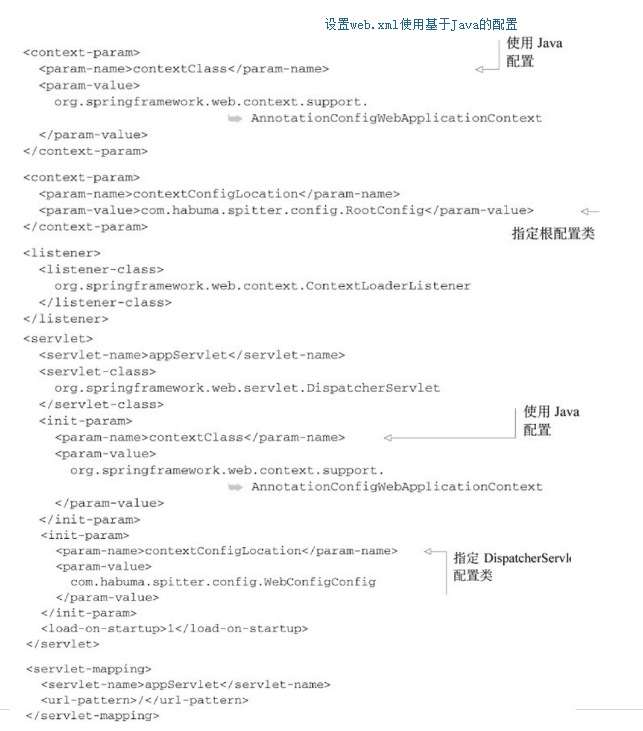 设置web.xml使用基于Java的配置
使用 Java
配置
<context-param>
<param-name>contextClass</param-name>
<param-value>
org.springframework.web.context.support.
AnnotationConfigWebApplicationContext
</param-value>
</context-param>
<context-param>
<param-name>contextConfigLocation</param-name>
<param-value>com.habuma.spitter.config.RootConfig</param-value>
</context-param>
指定根配置类
<listener>
<listener-class>
org.springframework.web.context.ContextLoaderListener
</listener-class>
</listener>
<servlet>
<servlet-name>appServlet</servlet-name>
<servlet-class>
org.springframework.web.servlet.DispatcherServlet
</servlet-class>
<init-param>
使用 Java
配置
<param-name>contextClass</param-name>
<param-value>
org.springframework.web.context.support.
AnnotationConfigWebApplicationContext
</param-value>
</init-param>
<init-param>
<param-name>contextConfigLocation</param-name>
指定 DispatcherServle
配置类
<param-value>
com.habuma.spitter.config.WebConfigConfig
</param-value>
</init-param>
<load-on-startup>1</load-on-startup>
</servlet>
<servlet-mapping>
<servlet-name>appServlet</servlet-name>
<url-pattern>/</url-pattern>
</servlet-mapping>